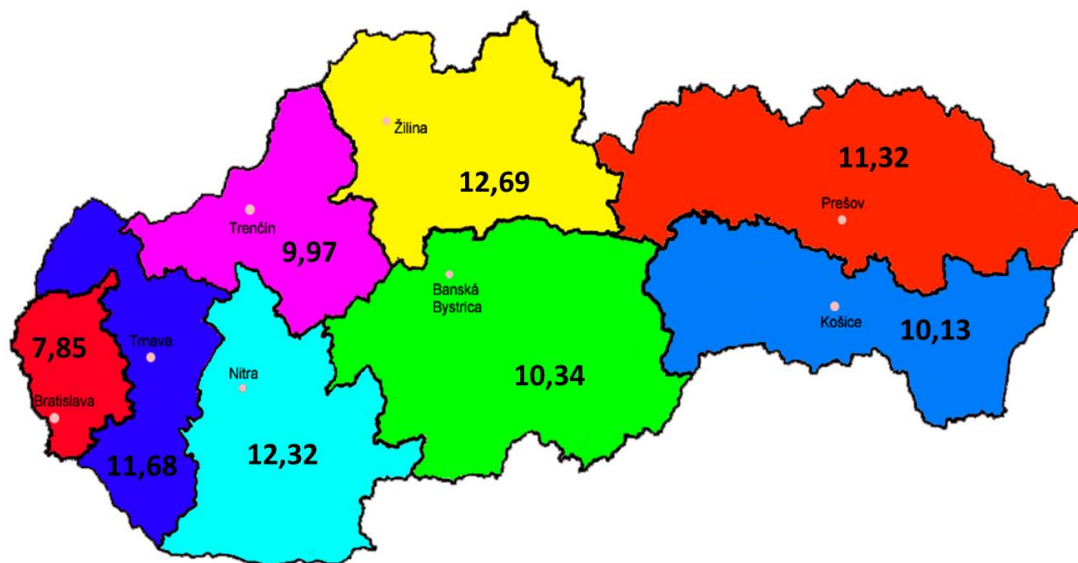 Žilina
12,69
11,32
Prešov
Trenčín
9,97
Banská
Bystrica
Košice
10,13
7,85
Trnava
Bratislava
Nitra
10,34
11,68
12,32